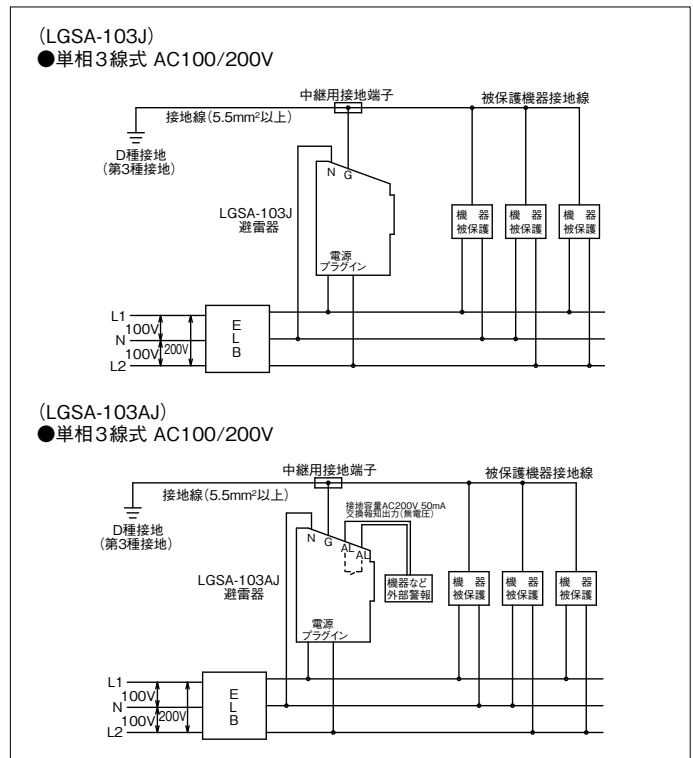 (LGSA-103J)
●単相3線式 AC100/200V
中継用接地端子
被保護機器接地線
接地線(5.5mm²以上)
D種接地
(第3種接地)
N G
LGSA-103J
避雷器
電源
プラグイン
機 器
被保護
機 器
被保護
機 器
被保護
L1
100V
N
200V
100V
L2
E
L
B
(LGSA-103AJ)
●単相3線式 AC100/200V
中継用接地端子
被保護機器接地線
接地線(5.5mm²以上)
接地容量AC200V 50mA
交換報知出力(無電圧)
D種接地
(第3種接地)
N G AL AL
LGSA-103AJ
避雷器
機器など
外部警報
電源
プラグイン
機 器
被保護
機 器
被保護
機 器
被保護
L1
100V
N
200V
100V
L2
E
L
B